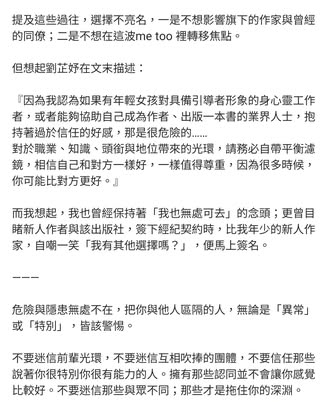 提及這些過往，選擇不亮名，一是不想影響旗下的作家與曾經
的同僚；二是不想在這波me too 裡轉移焦點。
但想起劉芷妤在文末描述：
『因為我認為如果有年輕女孩對具備引導者形象的身心靈工作
者，或者能夠協助自己成為作者、出版一本書的業界人士，抱
持著過於信任的好感，那是很危險的......
對於職業、知識、頭銜與地位帶來的光環，請務必自帶平衡濾
鏡，相信自己和對方一樣好，一樣值得尊重，因為很多時候，
你可能比對方更好。』
而我想起，我也曾經保持著「我也無處可去」的念頭；更曾目
睹新人作者與該出版社，簽下經紀契約時，比我年少的新人作
家，自嘲一笑「我有其他選擇嗎？」，便馬上簽名。
———
危險與隱患無處不在，把你與他人區隔的人，無論是「異常」
或「特別」，皆該警惕。
不要迷信前輩光環，不要迷信互相吹捧的團體，不要信任那些
說著你很特別你很有能力的人。擁有那些認同並不會讓你感覺
比較好。不要迷信那些與眾不同；那些才是拖住你的深淵。